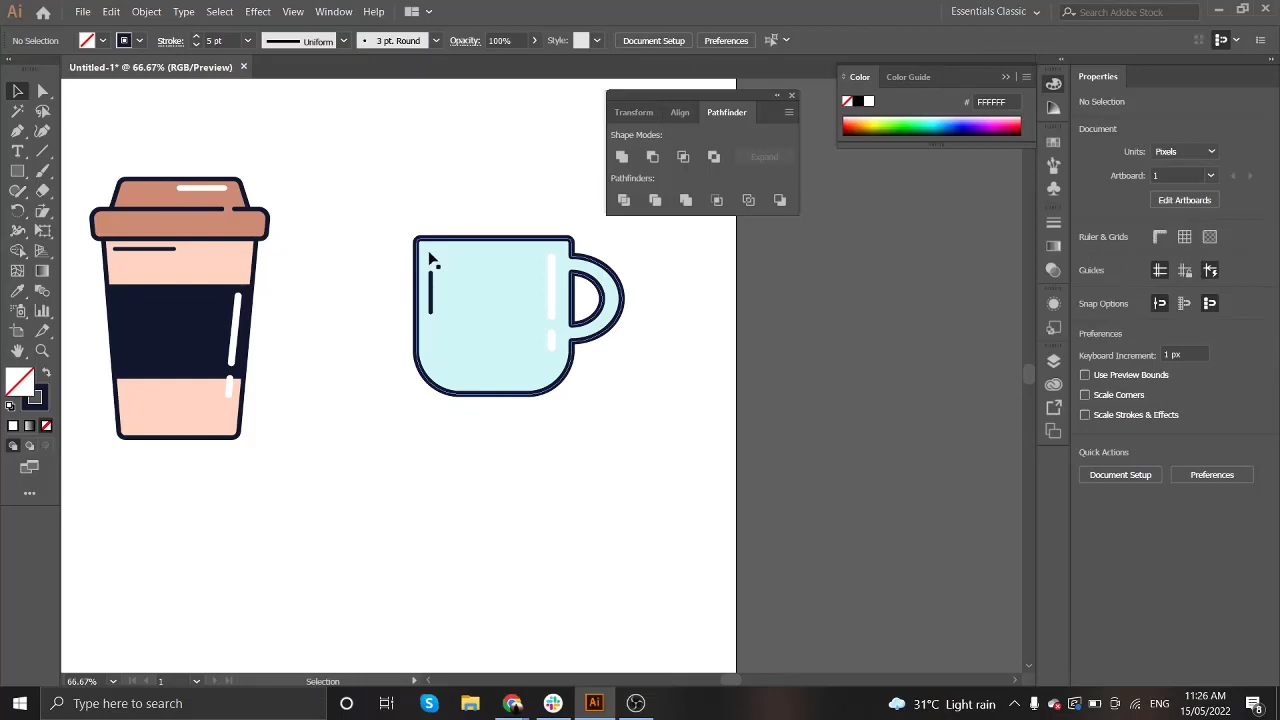 Ai File Edit Object Type Select Effect View Window Help Essentials Classic Search Adobe Stock
No Selection Stroke: 5 pt Uniform 3 pt. Round Opacity: 100% Style: Document Setup Preferences
Untitled-1* @ 66.67% (RGB/Preview)
Color Color Guide
Properties
# FFFFFF
Transform Align Pathfinder
Shape Modes:
Expand
Pathfinders:
No Selection
Document
Units: Pixels
Artboard: 1
Edit Artboards
Ruler & Grids
Guides
Snap Options
Preferences
Keyboard Increment: 1 px
Use Preview Bounds
Scale Corners
Scale Strokes & Effects
Quick Actions
Document Setup Preferences
66.67% 1 Selection
Type here to search
Ai
31°C Light rain
ENG
11:26 AM
15/05/2022
8